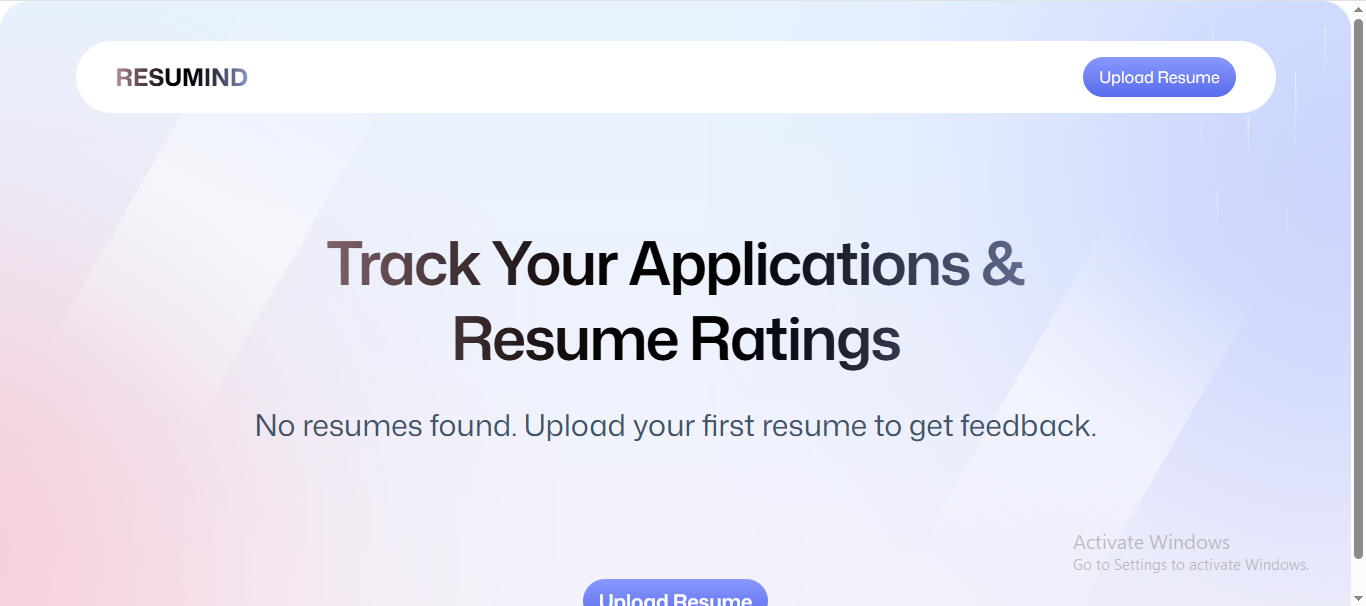 RESUMIND
Upload Resume
Track Your Applications &
Resume Ratings
No resumes found. Upload your first resume to get feedback.
Activate Windows
Go to Settings to activate Windows.
Upload Resume